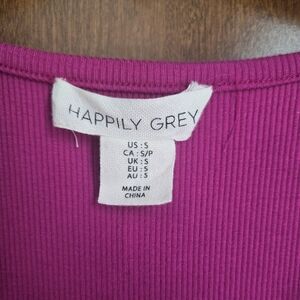 HAPPILY GREY
US : S
CA : S/P
UK : S
EU : S
AU : S
MADE IN
CHINA